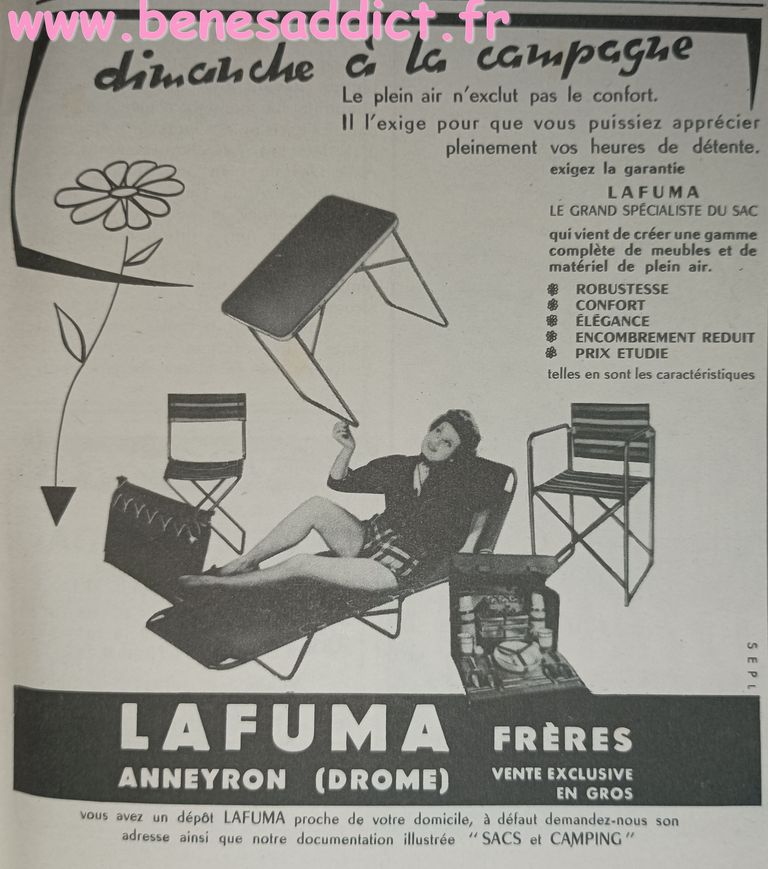 www.benesaddict.fr
dimanche à la campagne
Le plein air n'exclut pas le confort.
Il l'exige pour que vous puissiez apprécier
pleinement vos heures de détente.
exigez la garantie
LAFUMA
LE GRAND SPÉCIALISTE DU SAC
qui vient de créer une gamme
complète de meubles et de
matériel de plein air.
ROBUSTESSE
CONFORT
ÉLÉGANCE
ENCOMBREMENT REDUIT
PRIX ETUDIE
telles en sont les caractéristiques
SEPL
LAFUMA FRÈRES
ANNEYRON (DROME) VENTE EXCLUSIVE
EN GROS
vous avez un dépôt LAFUMA proche de votre domicile, à défaut demandez-nous son
adresse ainsi que notre documentation illustrée "SACS et CAMPING"